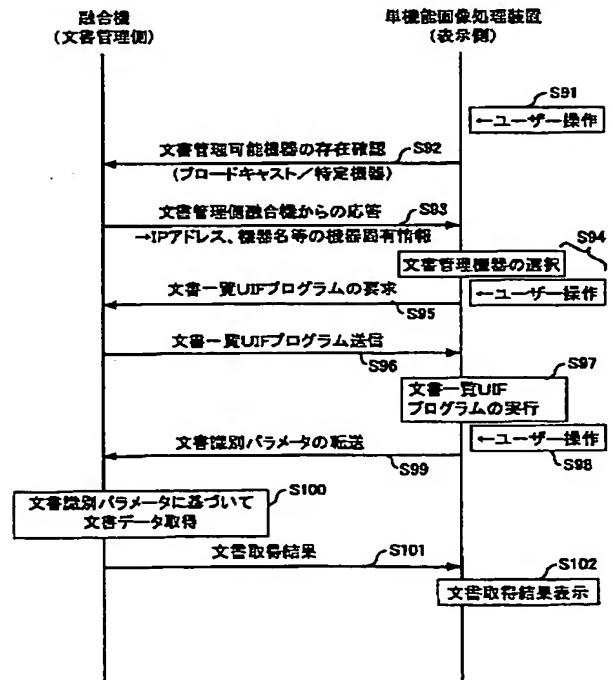 融合機
(文書管理側)
単機能画像処理装置
(表示側)
S91
←ユーザー操作
文書管理可能機器の存在確認
S92
(ブロードキャスト／特定機器)
文書管理側融合機からの応答
S93
→IPアドレス、機器名等の機器固有情報
S94
文書管理機器の選択
文書一覧UIFプログラムの要求
←ユーザー操作
S95
文書一覧UIFプログラム送信
S96
S97
文書一覧UIF
プログラムの実行
文書識別パラメータの転送
←ユーザー操作
S99
S98
S100
文書識別パラメータに基づいて
文書データ取得
文書取得結果
S101
S102
文書取得結果表示